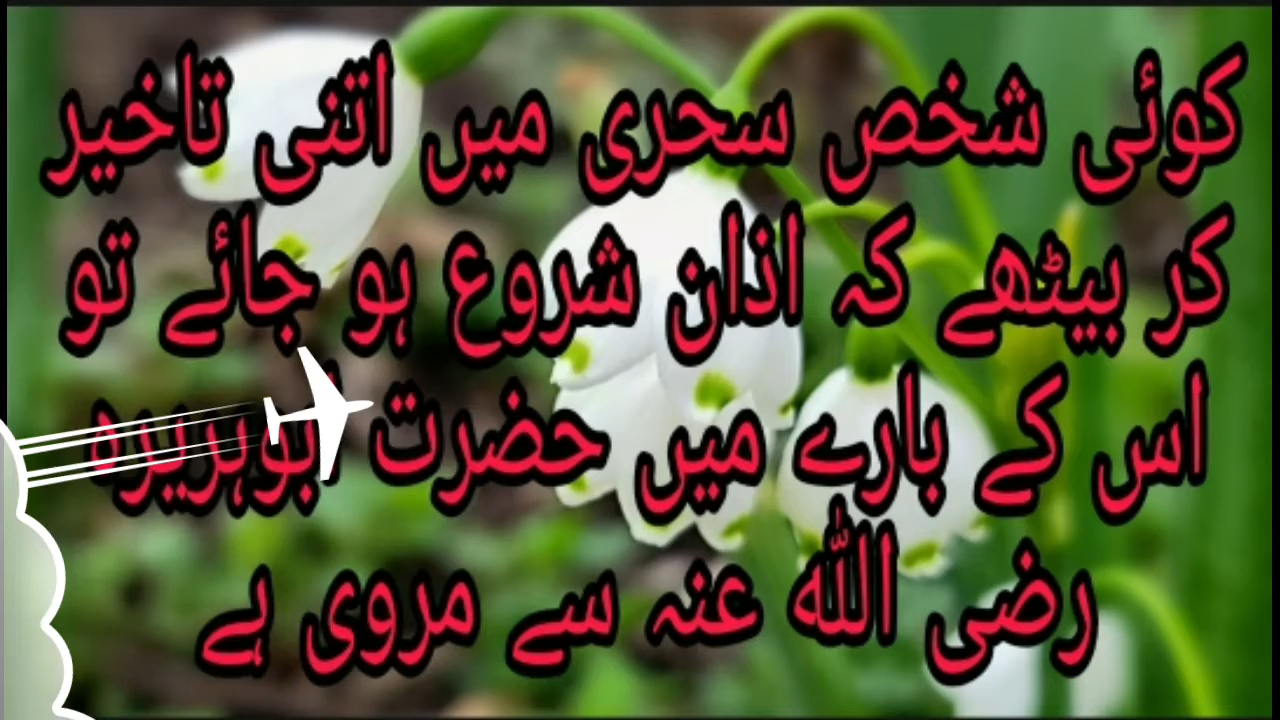 کوئی شخص سحری میں اتنی تاخیر
کر بیٹھے کہ اذان شروع ہو جائے تو
اس کے بارے میں حضرت ابوہریرہ
رضی اللہ عنہ سے مروی ہے